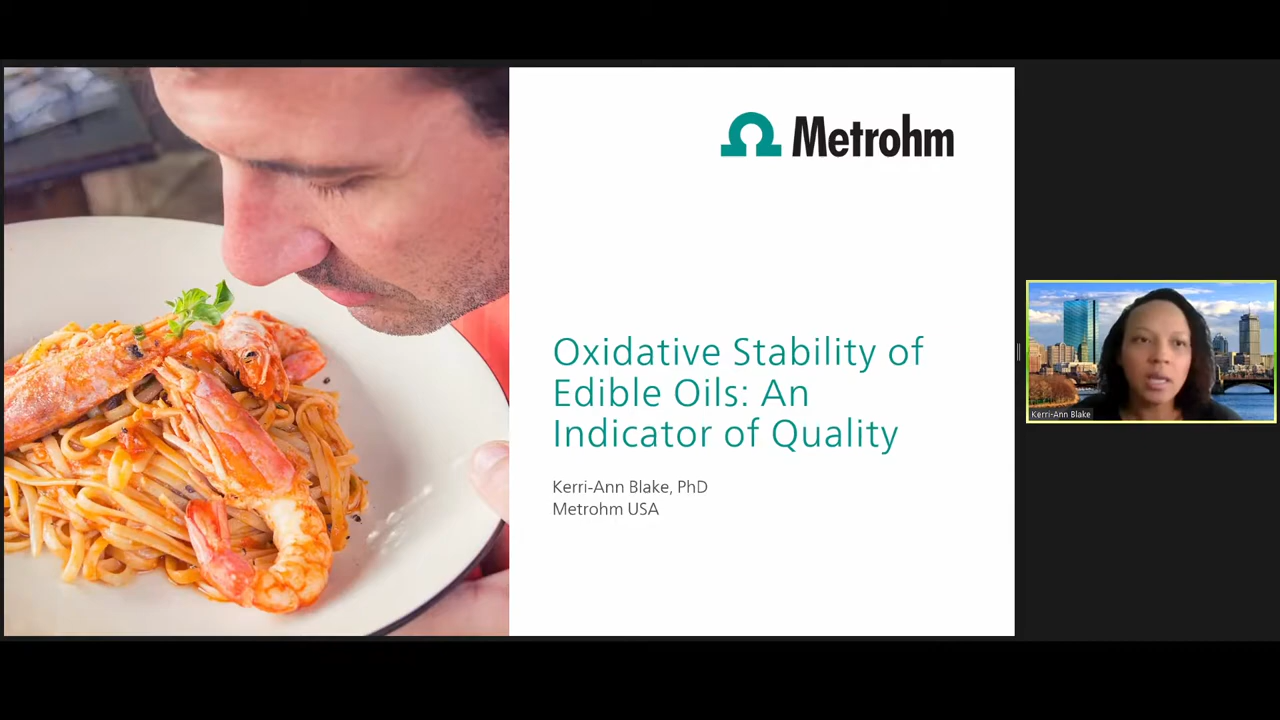 Metrohm
Oxidative Stability of
Edible Oils: An
Indicator of Quality
Kerri-Ann Blake, PhD
Metrohm USA
Kerri-Ann Blake